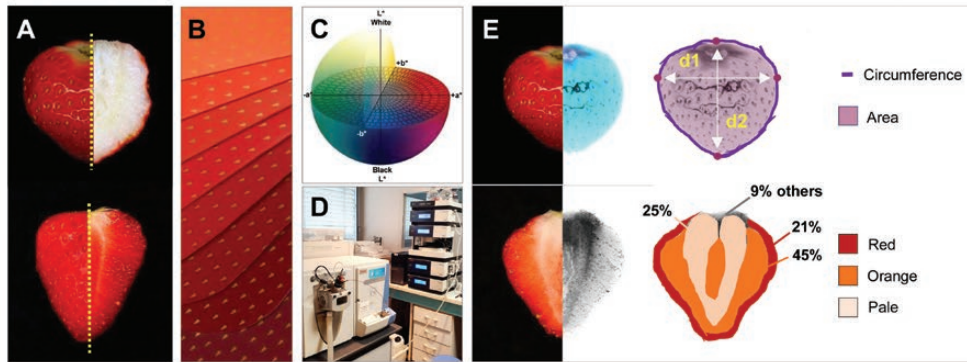 A
B
C
L*
White
+b*
-a*
+a*
-b*
Black
L*
D
E
d1
d2
Circumference
Area
9% others
25%
21%
45%
Red
Orange
Pale